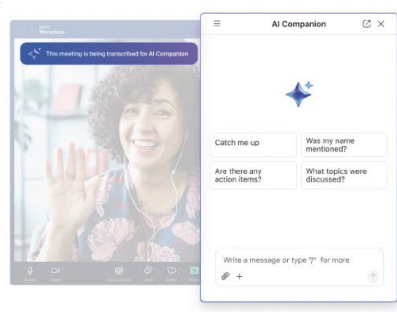 Workplace
This meeting is being transcribed for AI Companion
AI Companion
Catch me up
Was my name
mentioned?
Are there any
action items?
What topics were
discussed?
Write a message or type "/" for more